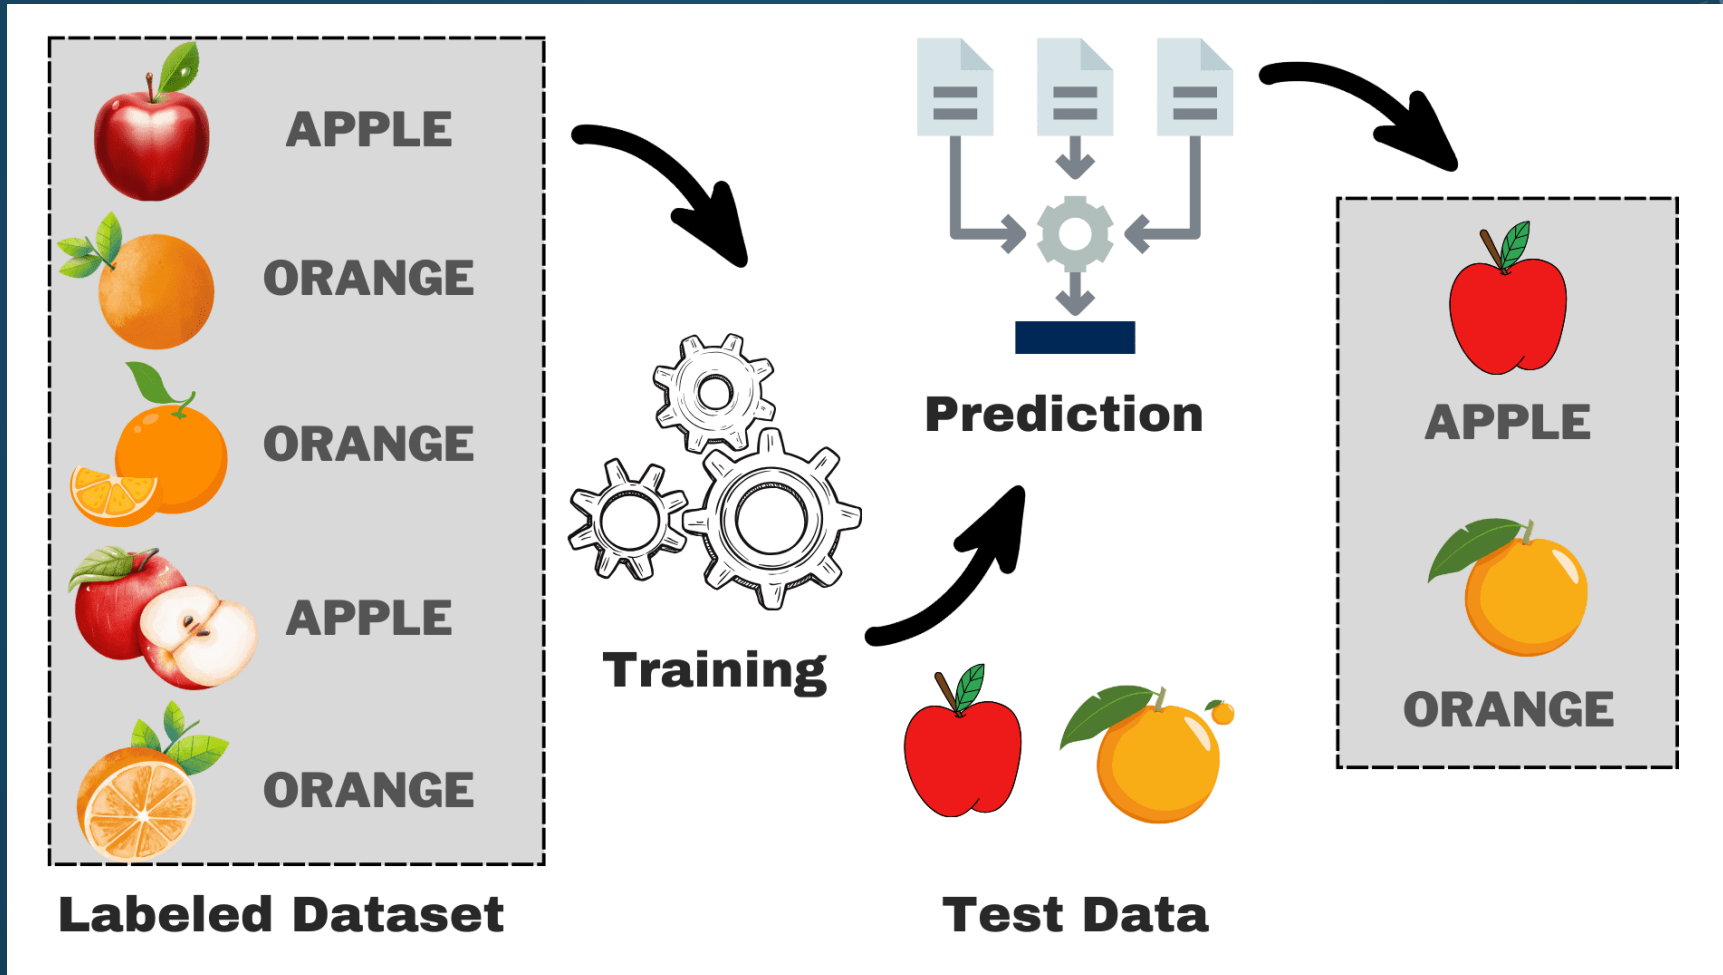 APPLE
ORANGE
ORANGE
APPLE
ORANGE
Labeled Dataset
Training
Prediction
Test Data
APPLE
ORANGE